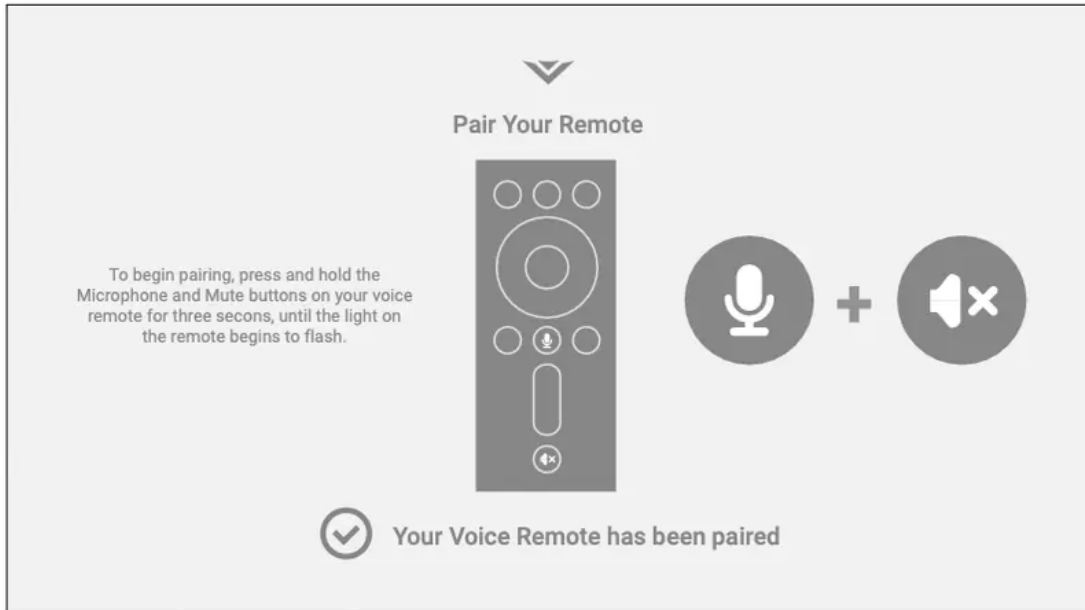 Pair Your Remote
To begin pairing, press and hold the
Microphone and Mute buttons on your voice
remote for three secons, until the light on
the remote begins to flash.
Your Voice Remote has been paired